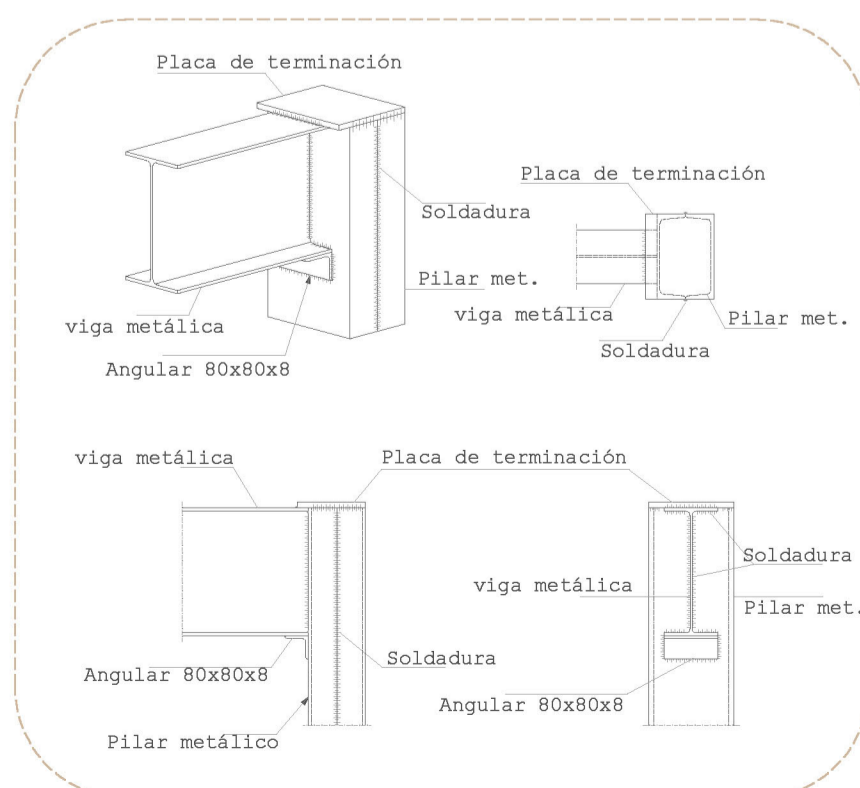 Placa de terminación
Soldadura
Pilar met.
viga metálica
Angular 80x80x8
Placa de terminación
viga metálica
Pilar met.
Soldadura
viga metálica
Placa de terminación
Angular 80x80x8
Soldadura
Pilar metálico
Soldadura
viga metálica
Pilar met.
Angular 80x80x8